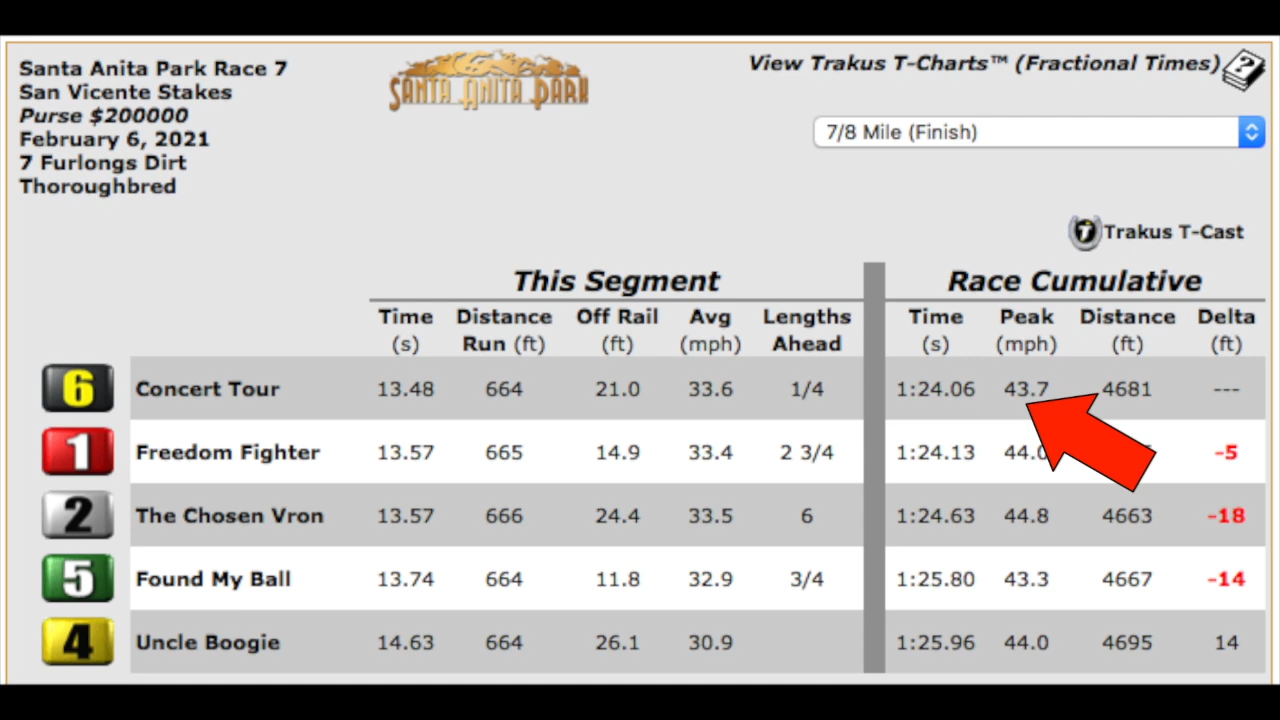 Santa Anita Park Race 7
San Vicente Stakes
Purse $200000
February 6, 2021
7 Furlongs Dirt
Thoroughbred
SANTA ANITA PARK
View Trakus T-Charts™ (Fractional Times)
?
7/8 Mile (Finish)
T Trakus T-Cast
This Segment Race Cumulative
Time Distance Off Rail Avg Lengths Time Peak Distance Delta
(s) Run (ft) (ft) (mph) Ahead (s) (mph) (ft) (ft)
6 Concert Tour 13.48 664 21.0 33.6 1/4 1:24.06 43.7 4681 ---
1 Freedom Fighter 13.57 665 14.9 33.4 2 3/4 1:24.13 -5
2 The Chosen Vron 13.57 666 24.4 33.5 6 1:24.63 44.8 4663 -18
5 Found My Ball 13.74 664 11.8 32.9 3/4 1:25.80 43.3 4667 -14
4 Uncle Boogie 14.63 664 26.1 30.9 1:25.96 44.0 4695 14